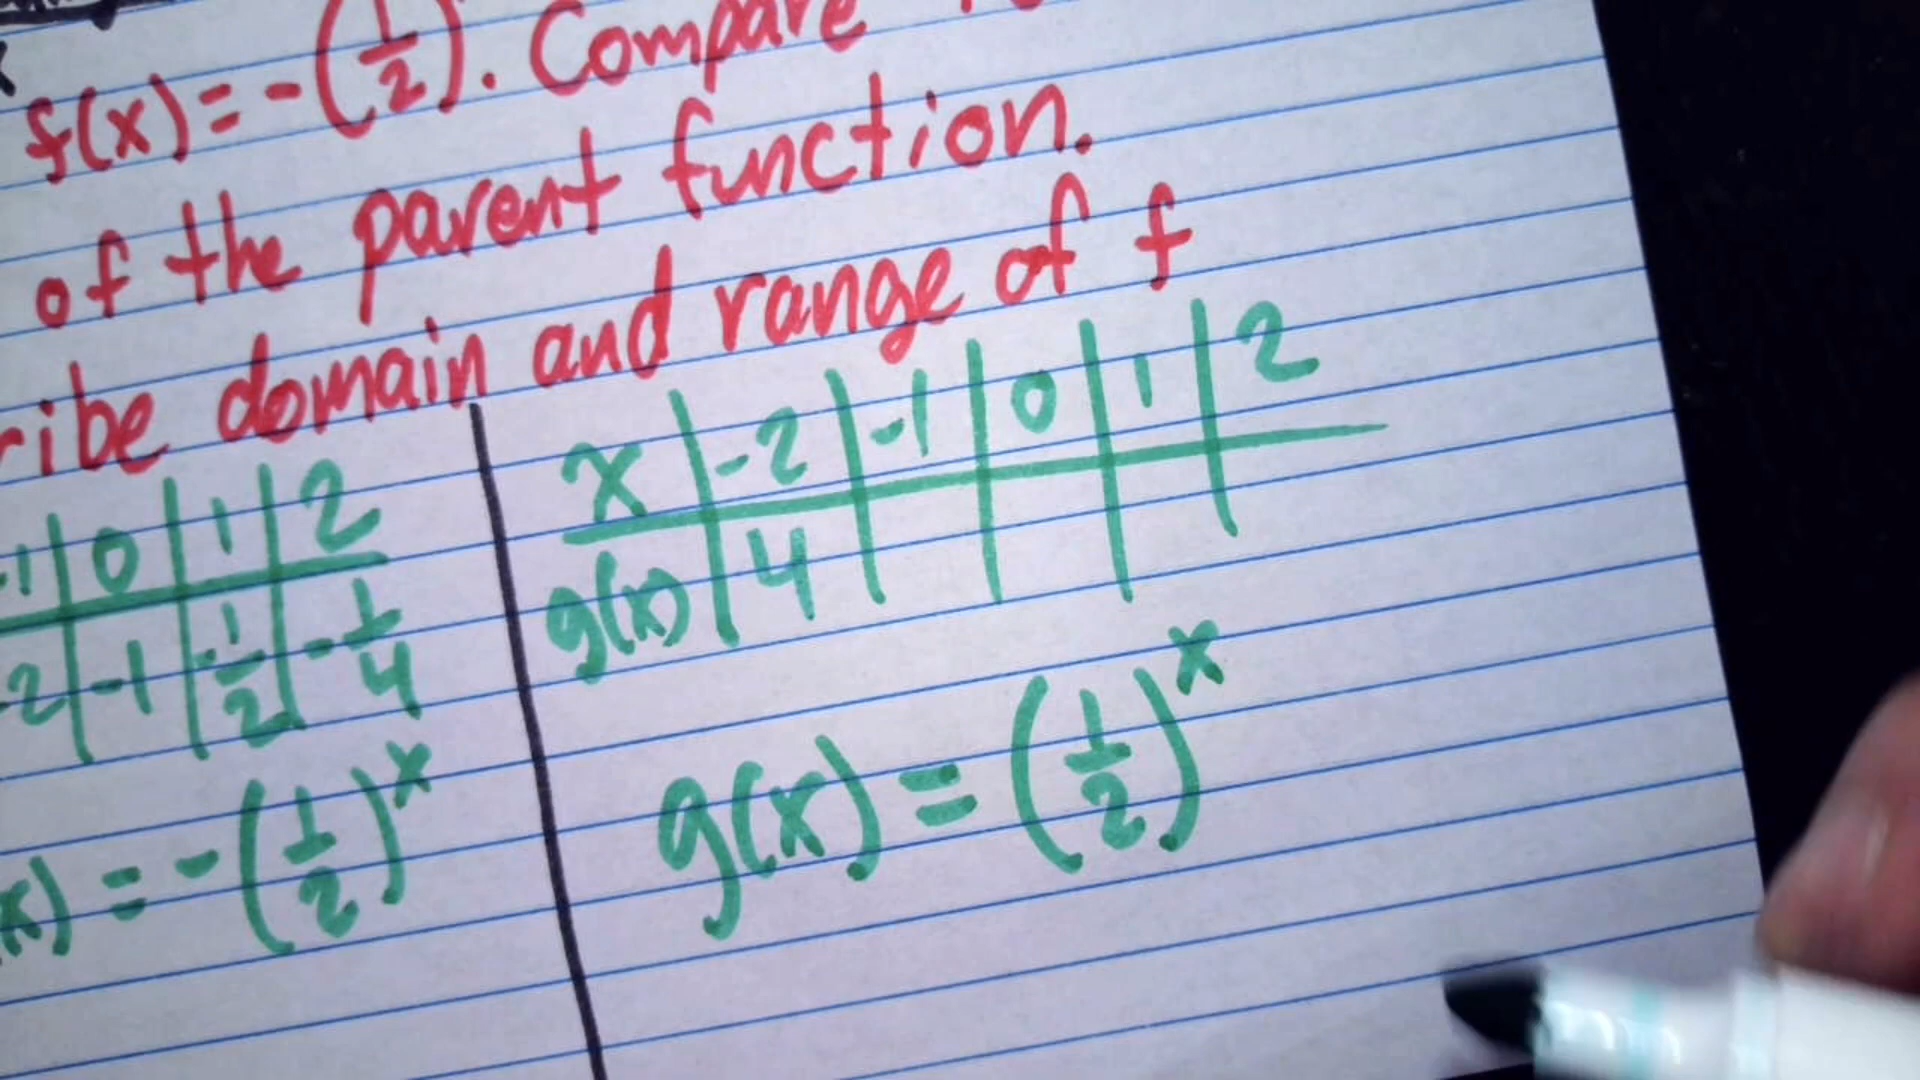 f(x) = -(1/2). Compare
of the parent function.
ribe domain and range of f
-1 | 0 | 1 | 2
-2 | -1 | -1/2 | -1/4
x) = -(1/2)^x
x | -2 | -1 | 0 | 1 | 2
g(x) | 4
g(x) = (1/2)^x